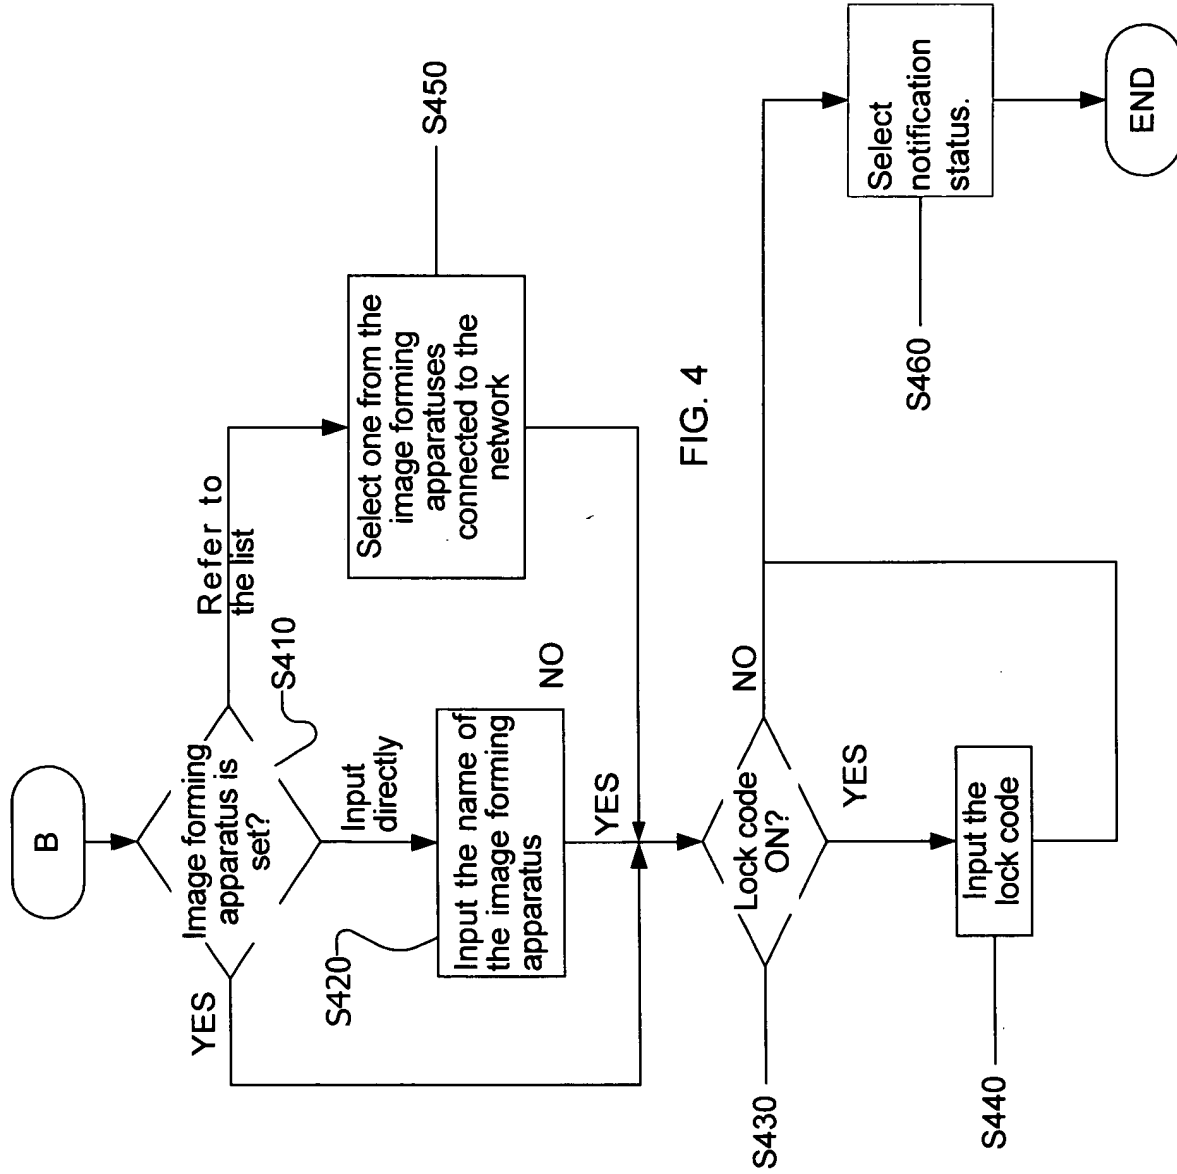 B
Image forming
apparatus is
set?
YES
Refer to
the list
S410
Input
directly
Select one from the
image forming
apparatuses
connected to the
network
S450
S420
Input the name of
the image forming
apparatus
NO
YES
FIG. 4
Lock code
ON?
NO
S430
YES
Input the
lock code
S440
Select
notification
status.
S460
END